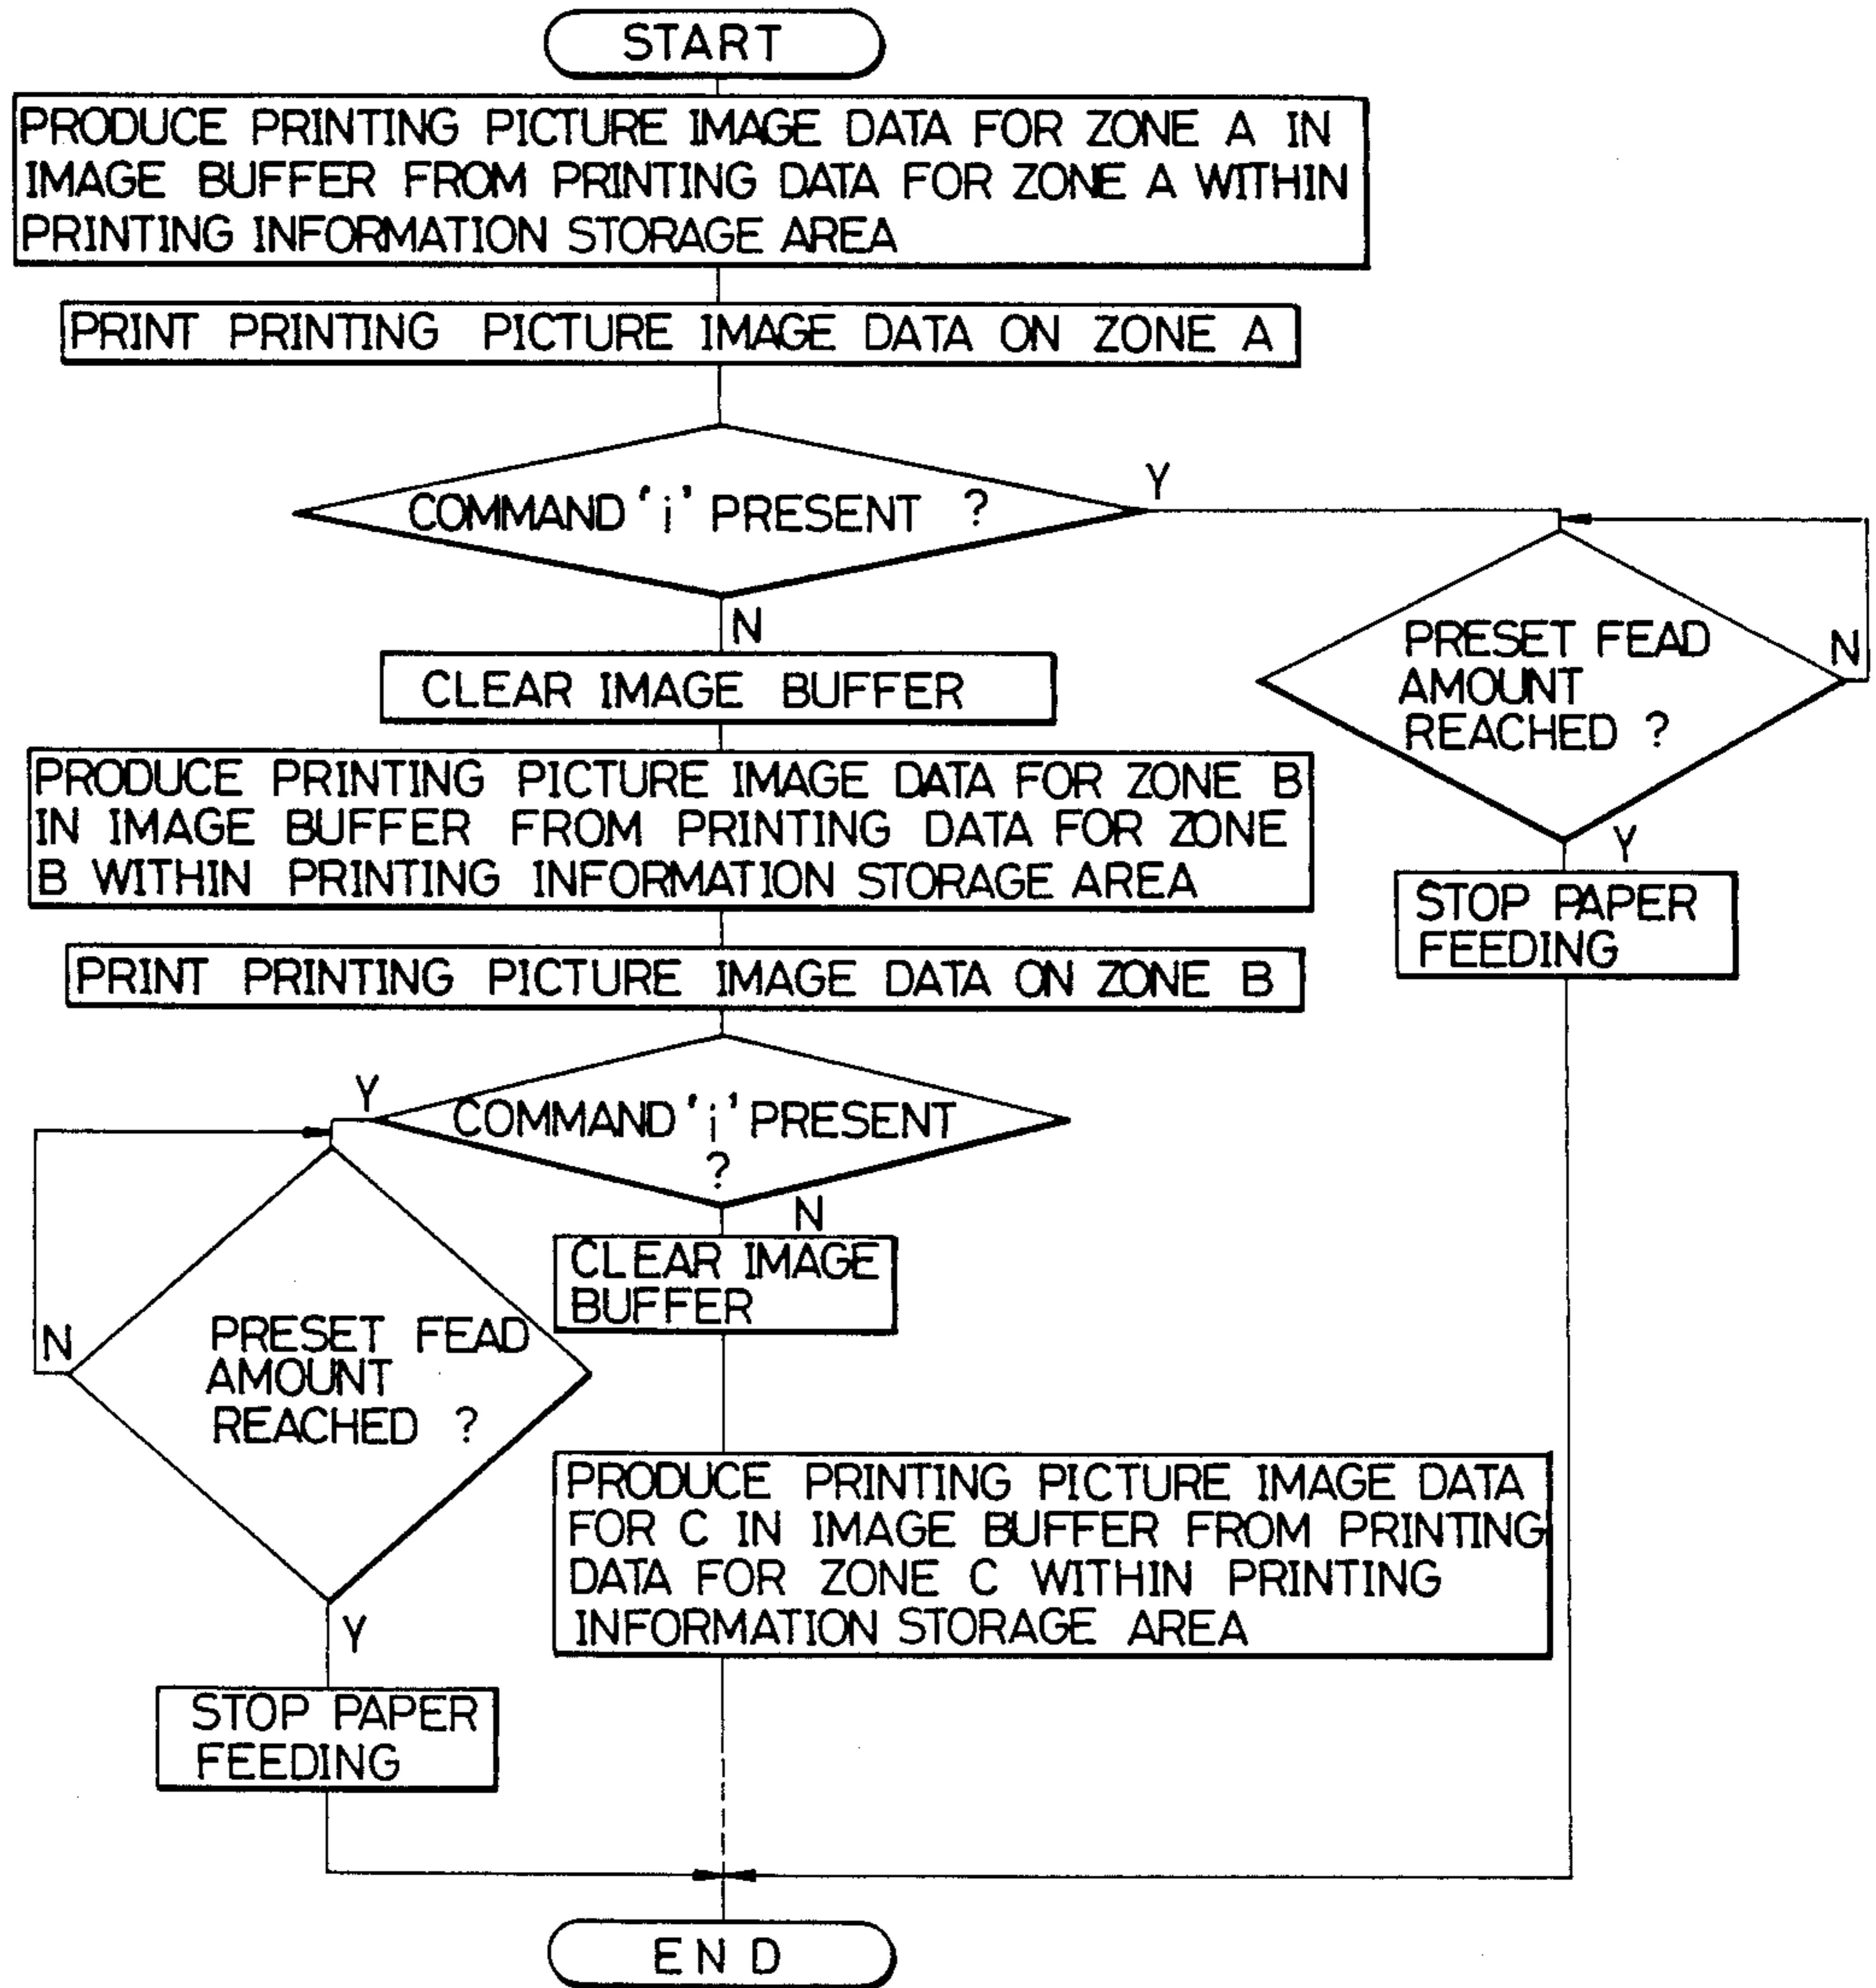 START
PRODUCE PRINTING PICTURE IMAGE DATA FOR ZONE A IN
IMAGE BUFFER FROM PRINTING DATA FOR ZONE A WITHIN
PRINTING INFORMATION STORAGE AREA
PRINT PRINTING PICTURE IMAGE DATA ON ZONE A
COMMAND 'i' PRESENT ?
Y
N
PRESET FEAD
AMOUNT
REACHED ?
N
Y
STOP PAPER
FEEDING
CLEAR IMAGE BUFFER
PRODUCE PRINTING PICTURE IMAGE DATA FOR ZONE B
IN IMAGE BUFFER FROM PRINTING DATA FOR ZONE
B WITHIN PRINTING INFORMATION STORAGE AREA
PRINT PRINTING PICTURE IMAGE DATA ON ZONE B
COMMAND 'i' PRESENT
?
Y
N
PRESET FEAD
AMOUNT
REACHED ?
N
Y
STOP PAPER
FEEDING
CLEAR IMAGE
BUFFER
PRODUCE PRINTING PICTURE IMAGE DATA
FOR C IN IMAGE BUFFER FROM PRINTING
DATA FOR ZONE C WITHIN PRINTING
INFORMATION STORAGE AREA
END